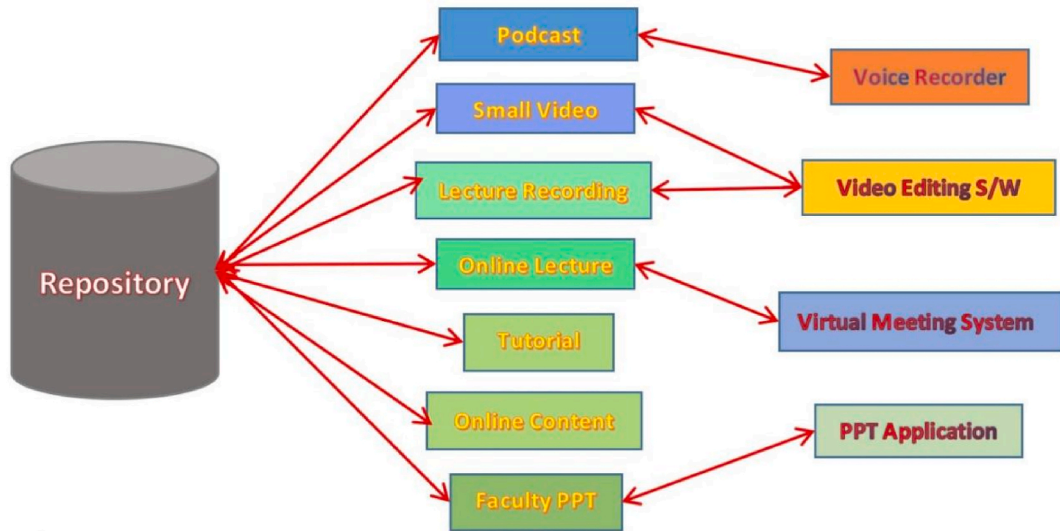 Podcast
Voice Recorder
Small Video
Lecture Recording
Video Editing S/W
Repository
Online Lecture
Virtual Meeting System
Tutorial
Online Content
PPT Application
Faculty PPT